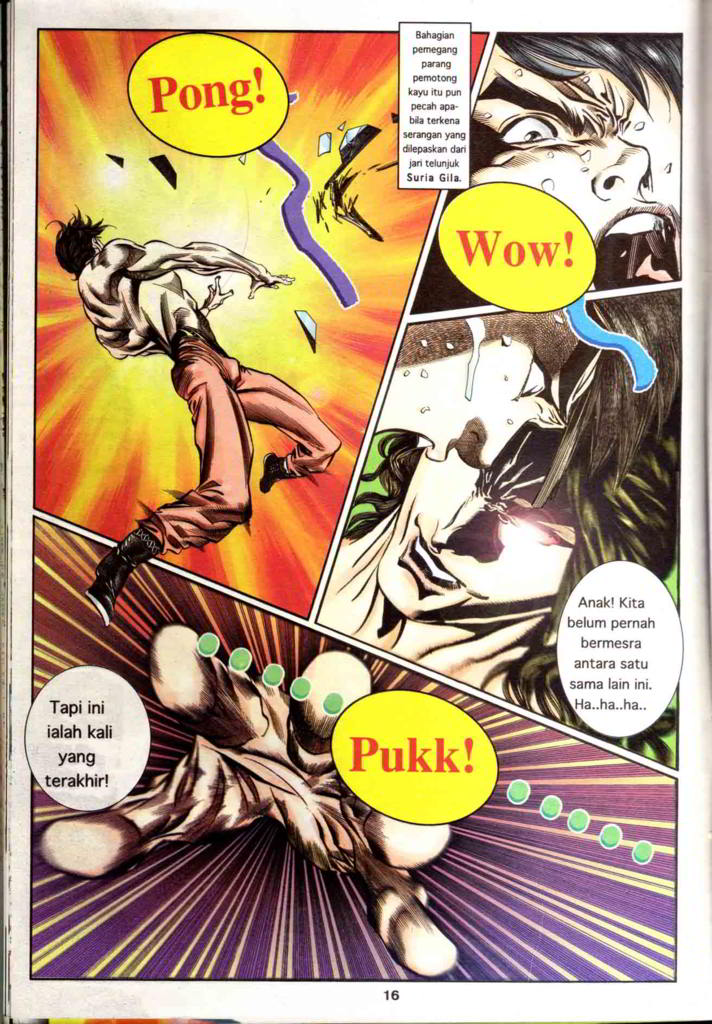 Pong!
Bahagian
pemegang
parang
pemotong
kayu itu pun
pecah apa-
bila terkena
serangan yang
dilepaskan dari
jari telunjuk
Suria Gila.
Wow!
Anak! Kita
belum pernah
bermesra
antara satu
sama lain ini.
Ha..ha..ha..
Tapi ini
ialah kali
yang
terakhir!
Pukk!
16